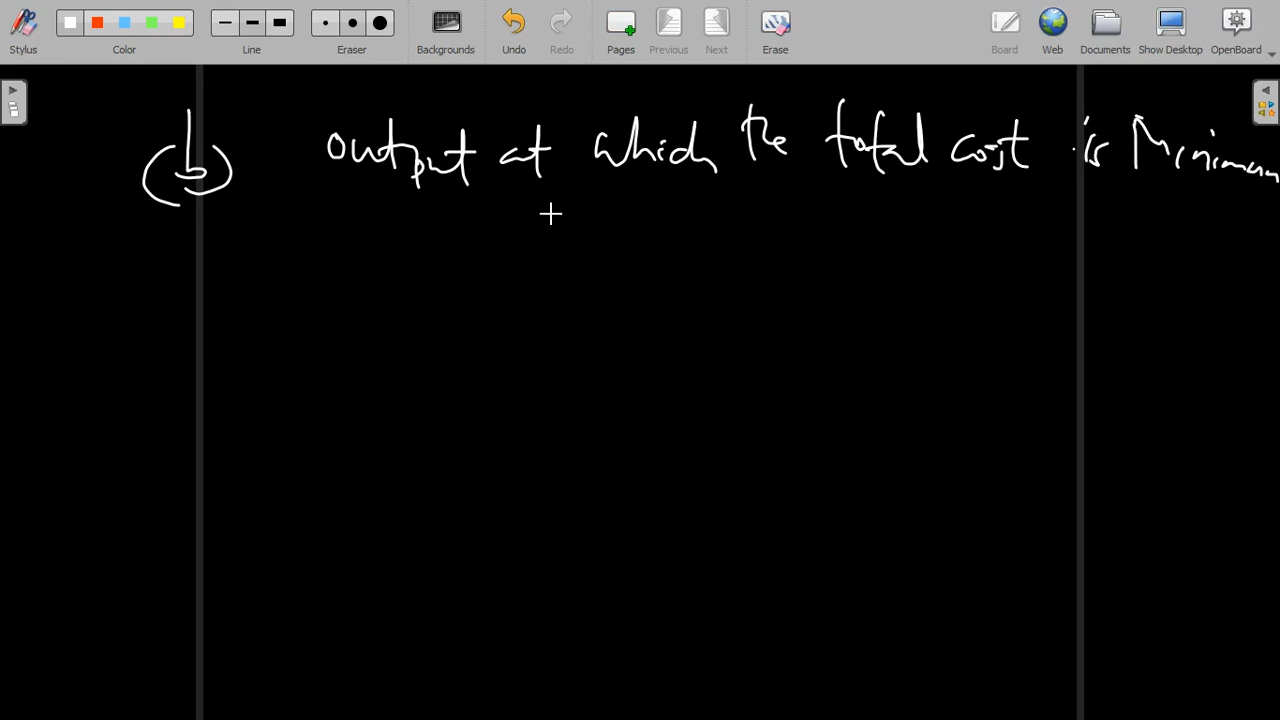 Stylus Color Line Eraser Backgrounds Undo Redo Pages Previous Next Erase Board Web Documents Show Desktop OpenBoard
(b) output at which the total cost is Minimum